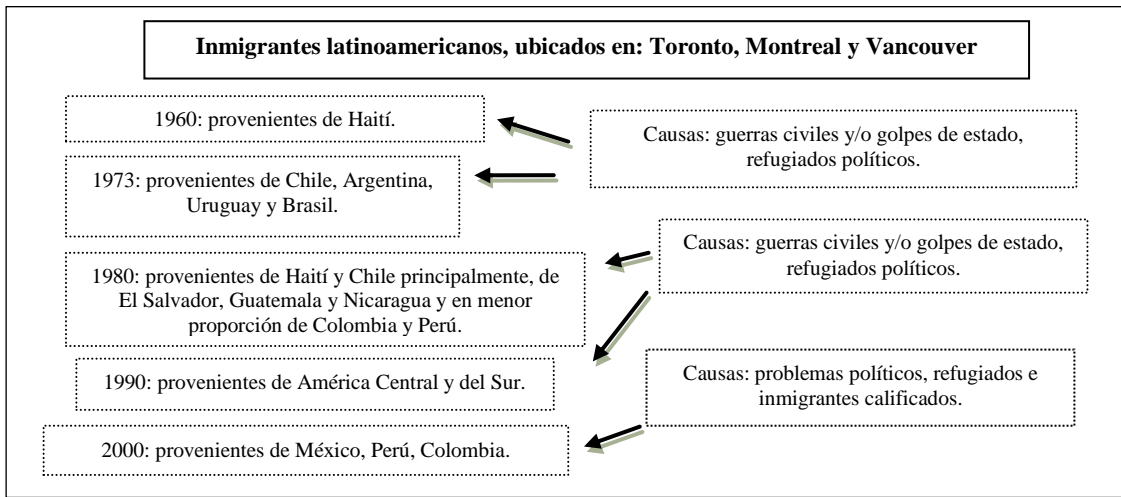 Inmigrantes latinoamericanos, ubicados en: Toronto, Montreal y Vancouver
1960: provenientes de Haití.
Causas: guerras civiles y/o golpes de estado,
refugiados políticos.
1973: provenientes de Chile, Argentina,
Uruguay y Brasil.
Causas: guerras civiles y/o golpes de estado,
refugiados políticos.
1980: provenientes de Haití y Chile principalmente, de
El Salvador, Guatemala y Nicaragua y en menor
proporción de Colombia y Perú.
1990: provenientes de América Central y del Sur.
Causas: problemas políticos, refugiados e
inmigrantes calificados.
2000: provenientes de México, Perú, Colombia.